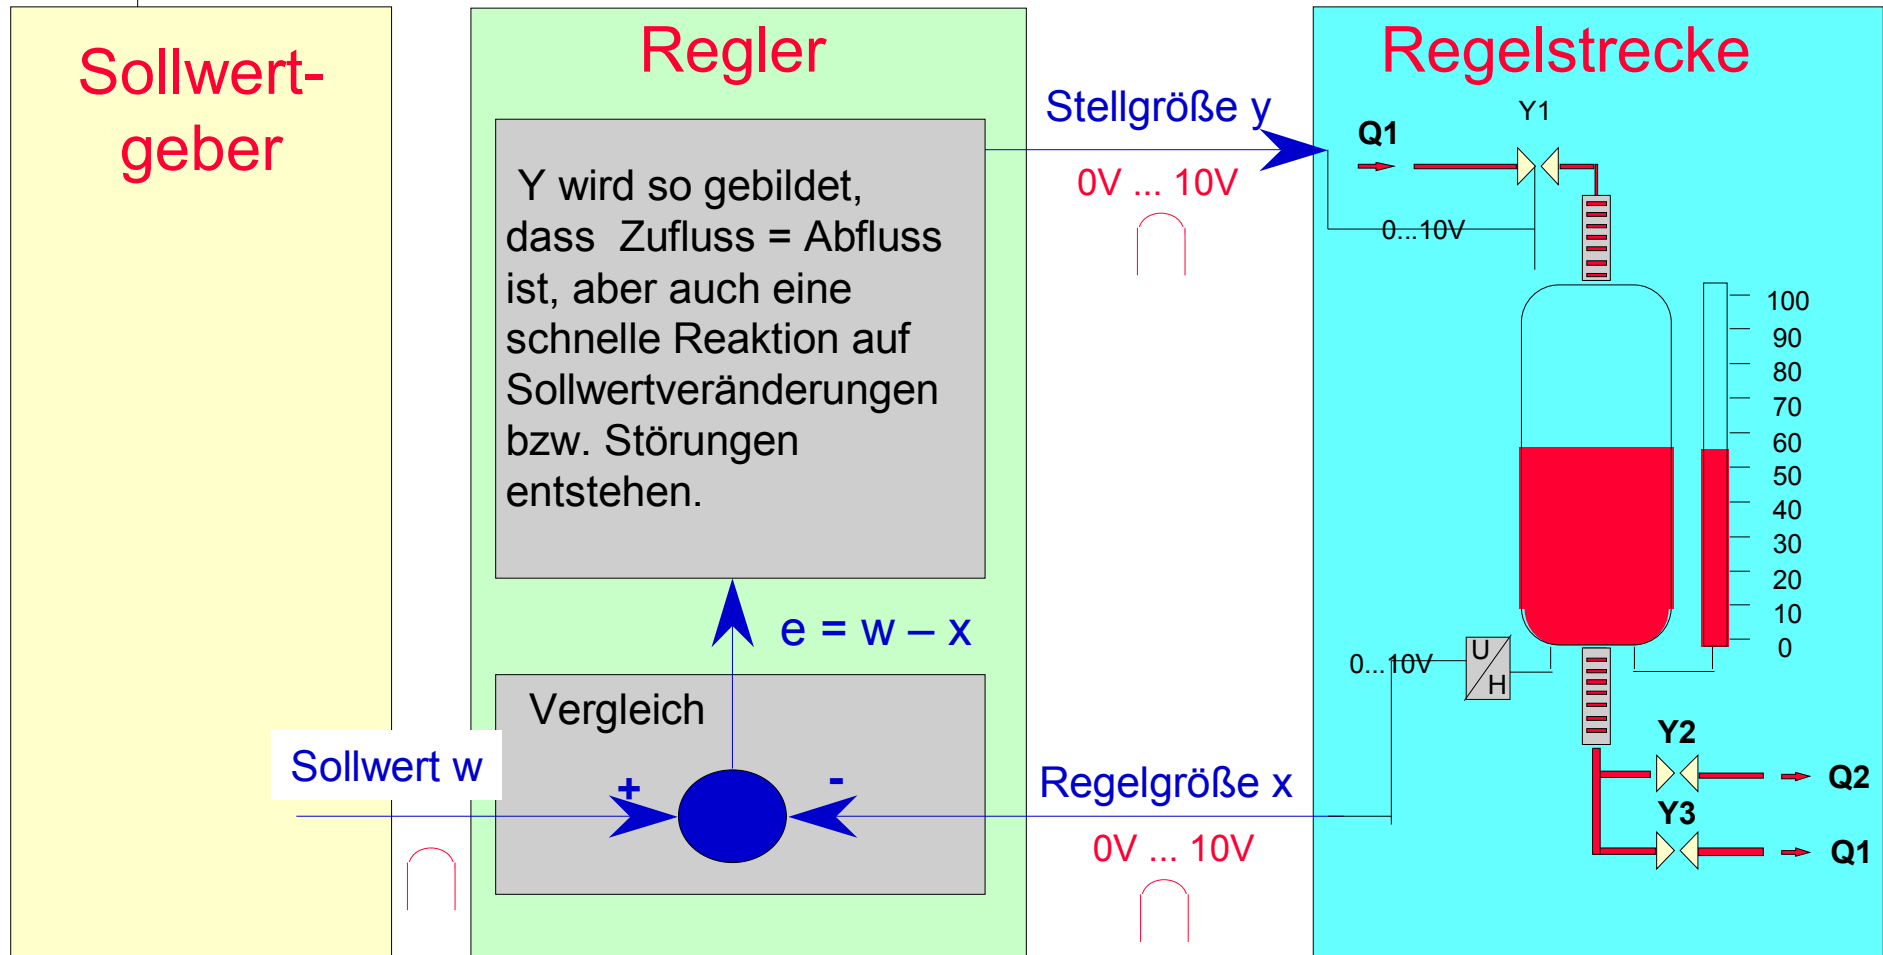 Sollwert-
geber
Regler
Y wird so gebildet,
dass Zufluss = Abfluss
ist, aber auch eine
schnelle Reaktion auf
Sollwertveränderungen
bzw. Störungen
entstehen.
e = w – x
Vergleich
Sollwert w
+
-
Stellgröße y
0V ... 10V
Regelgröße x
0V ... 10V
Regelstrecke
Y1
Q1
0...10V
100
90
80
70
60
50
40
30
20
10
0
0...10V
U
H
Y2
Q2
Y3
Q1